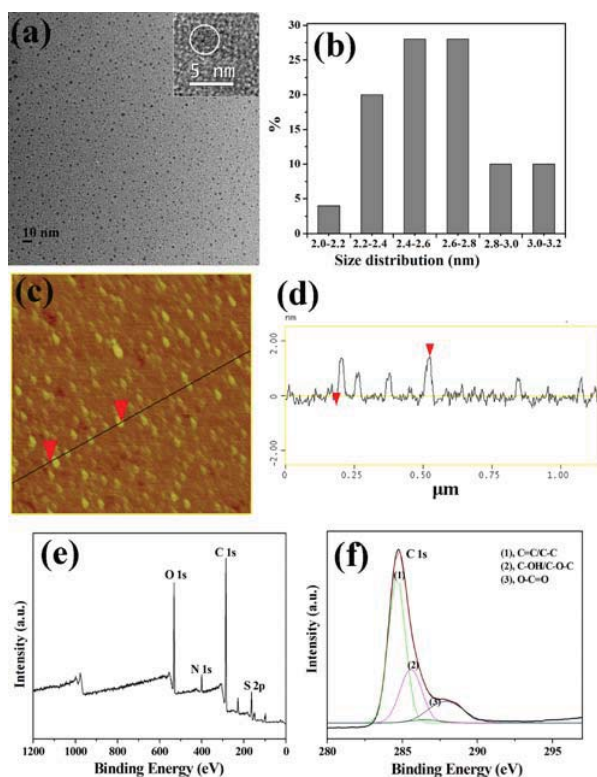 (a)
5 nm
10 nm
(b)
30
25
20
15
10
5
0
%
2.0-2.2 2.2-2.4 2.4-2.6 2.6-2.8 2.8-3.0 3.0-3.2
Size distribution (nm)
(c)
(d)
nm
2.00
0
-2.00
0 0.25 0.50 0.75 1.00
μm
(e)
C 1s
O 1s
N 1s
S 2p
Intensity (a.u.)
1200 1000 800 600 400 200 0
Binding Energy (eV)
(f)
C 1s
(1), C=C/C-C
(2), C-OH/C-O-C
(3), O-C=O
(1)
(2)
(3)
Intensity (a.u.)
280 285 290 295
Binding Energy (eV)